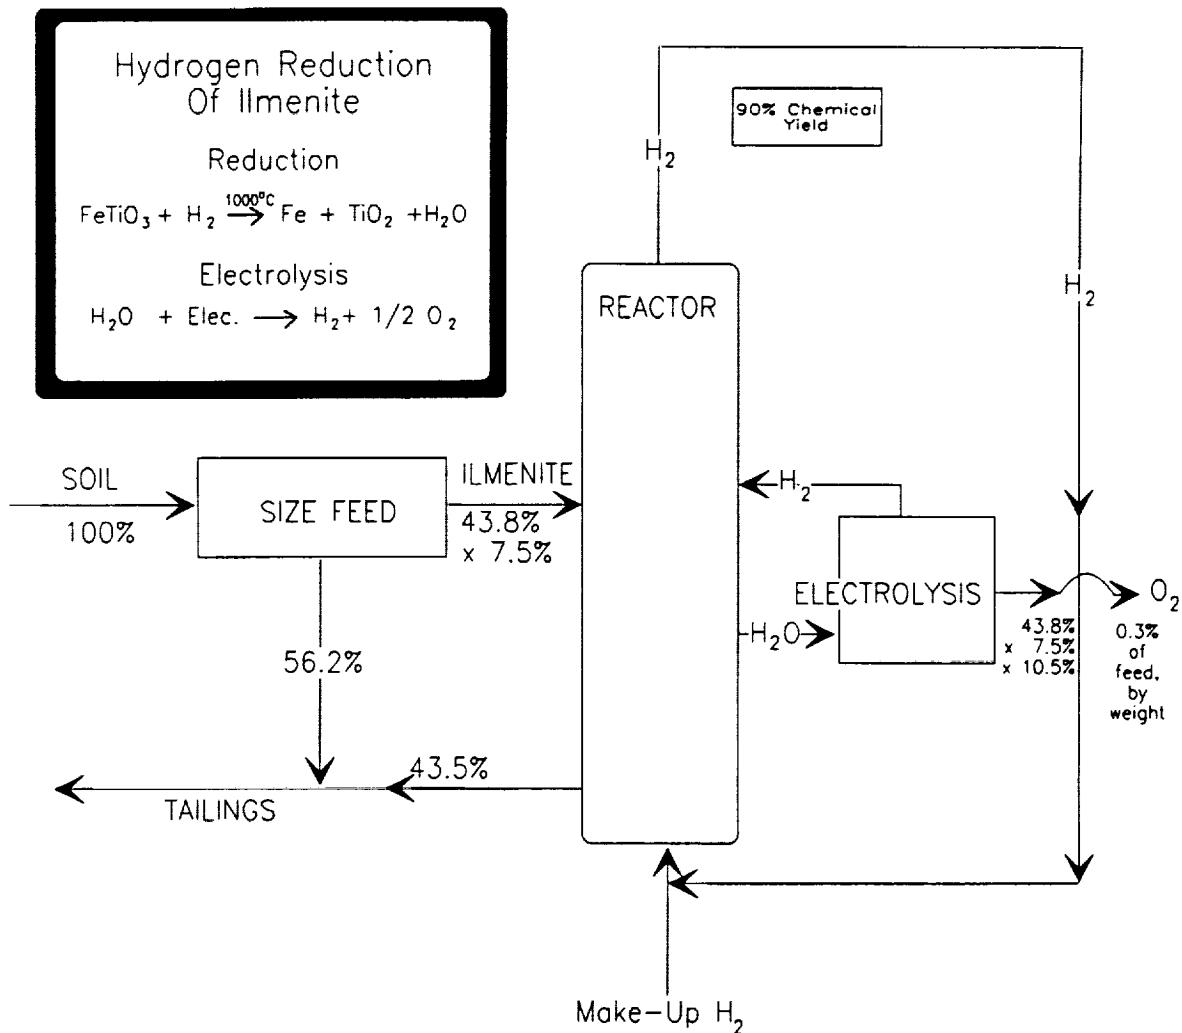 Hydrogen Reduction
Of Ilmenite
Reduction
FeTiO3 + H2 1000°C → Fe + TiO2 +H2O
Electrolysis
H2O + Elec. → H2+ 1/2 O2
90% Chemical
Yield
H2
H2
REACTOR
SOIL
100%
SIZE FEED
ILMENITE
43.8%
x 7.5%
H2
ELECTROLYSIS
O2
H2O
43.8%
x 7.5%
x 10.5%
0.3%
of
feed,
by
weight
56.2%
43.5%
TAILINGS
Make-Up H2